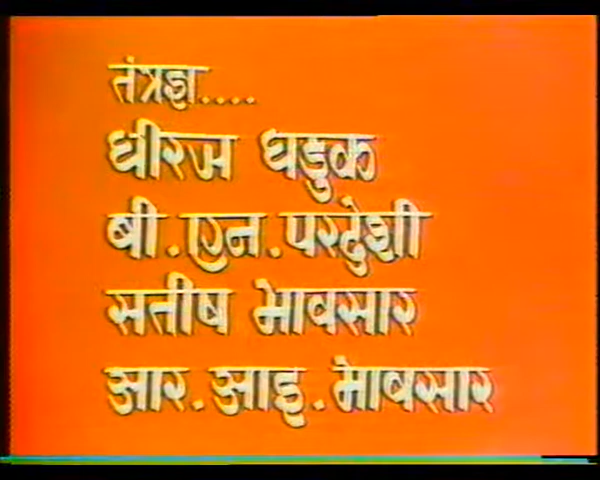 तंत्रज्ञ....
धीरज धडुक
बी.एन.परदेशी
सतीष भावसार
आर.आइ.भावसार